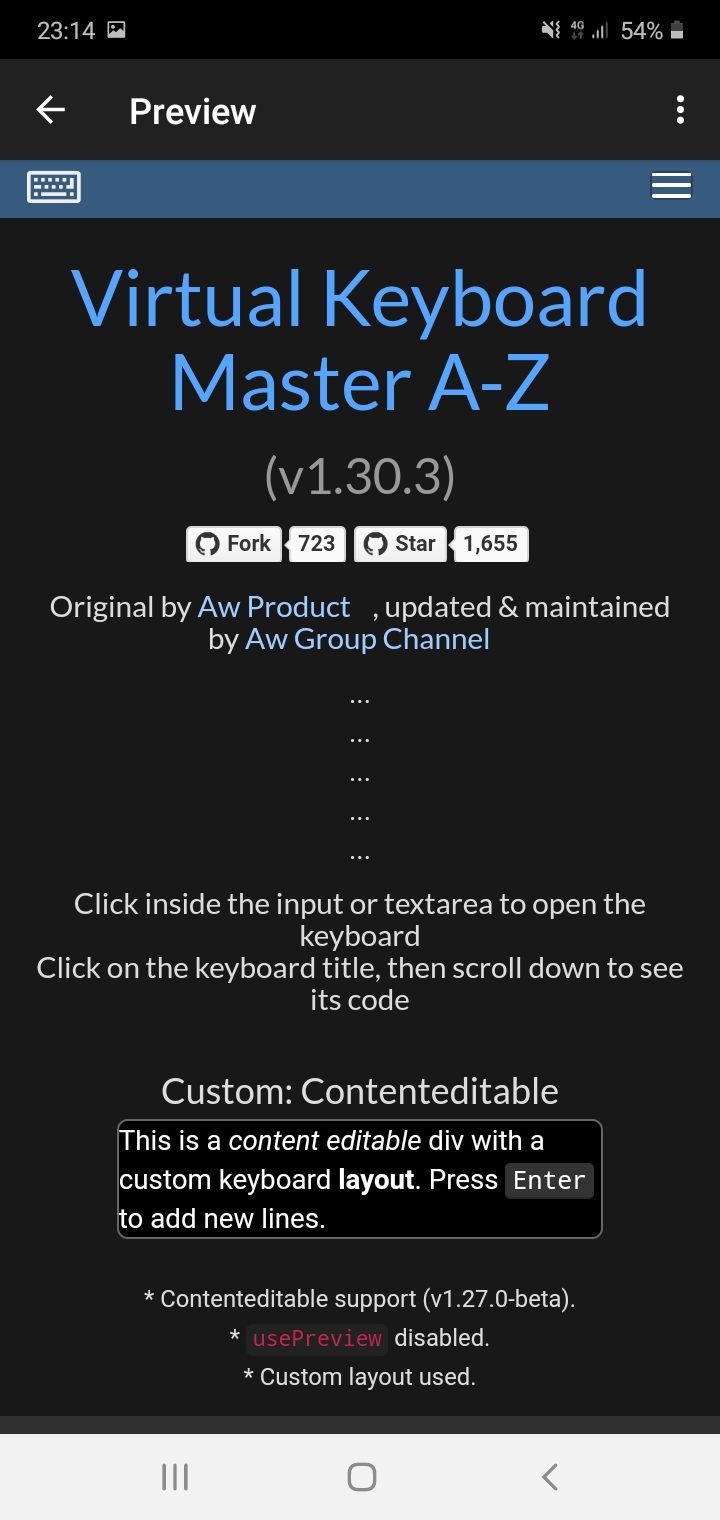 23:14
4G 54%
Preview
Virtual Keyboard
Master A-Z
(v1.30.3)
Fork 723 Star 1,655
Original by Aw Product , updated & maintained
by Aw Group Channel
...
...
...
...
...
Click inside the input or textarea to open the
keyboard
Click on the keyboard title, then scroll down to see
its code
Custom: Contenteditable
This is a content editable div with a
custom keyboard layout. Press Enter
to add new lines.
* Contenteditable support (v1.27.0-beta).
* usePreview disabled.
* Custom layout used.